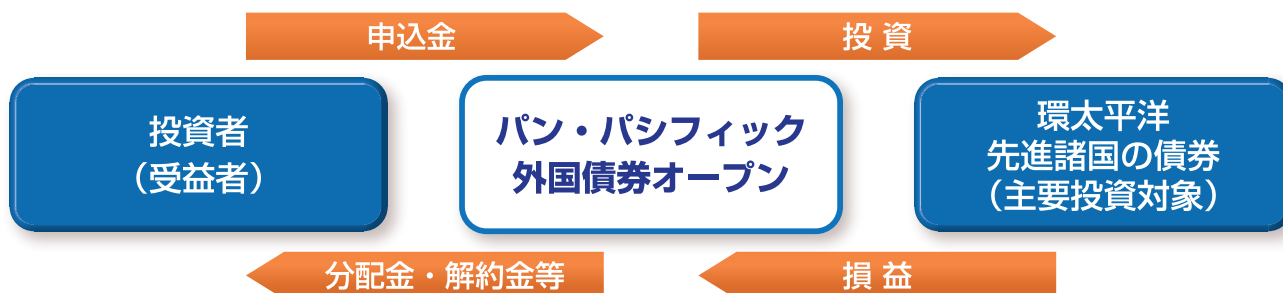 申込金
投資
投資者
（受益者）
パン・パシフィック
外国債券オープン
環太平洋
先進諸国の債券
（主要投資対象）
分配金・解約金等
損益